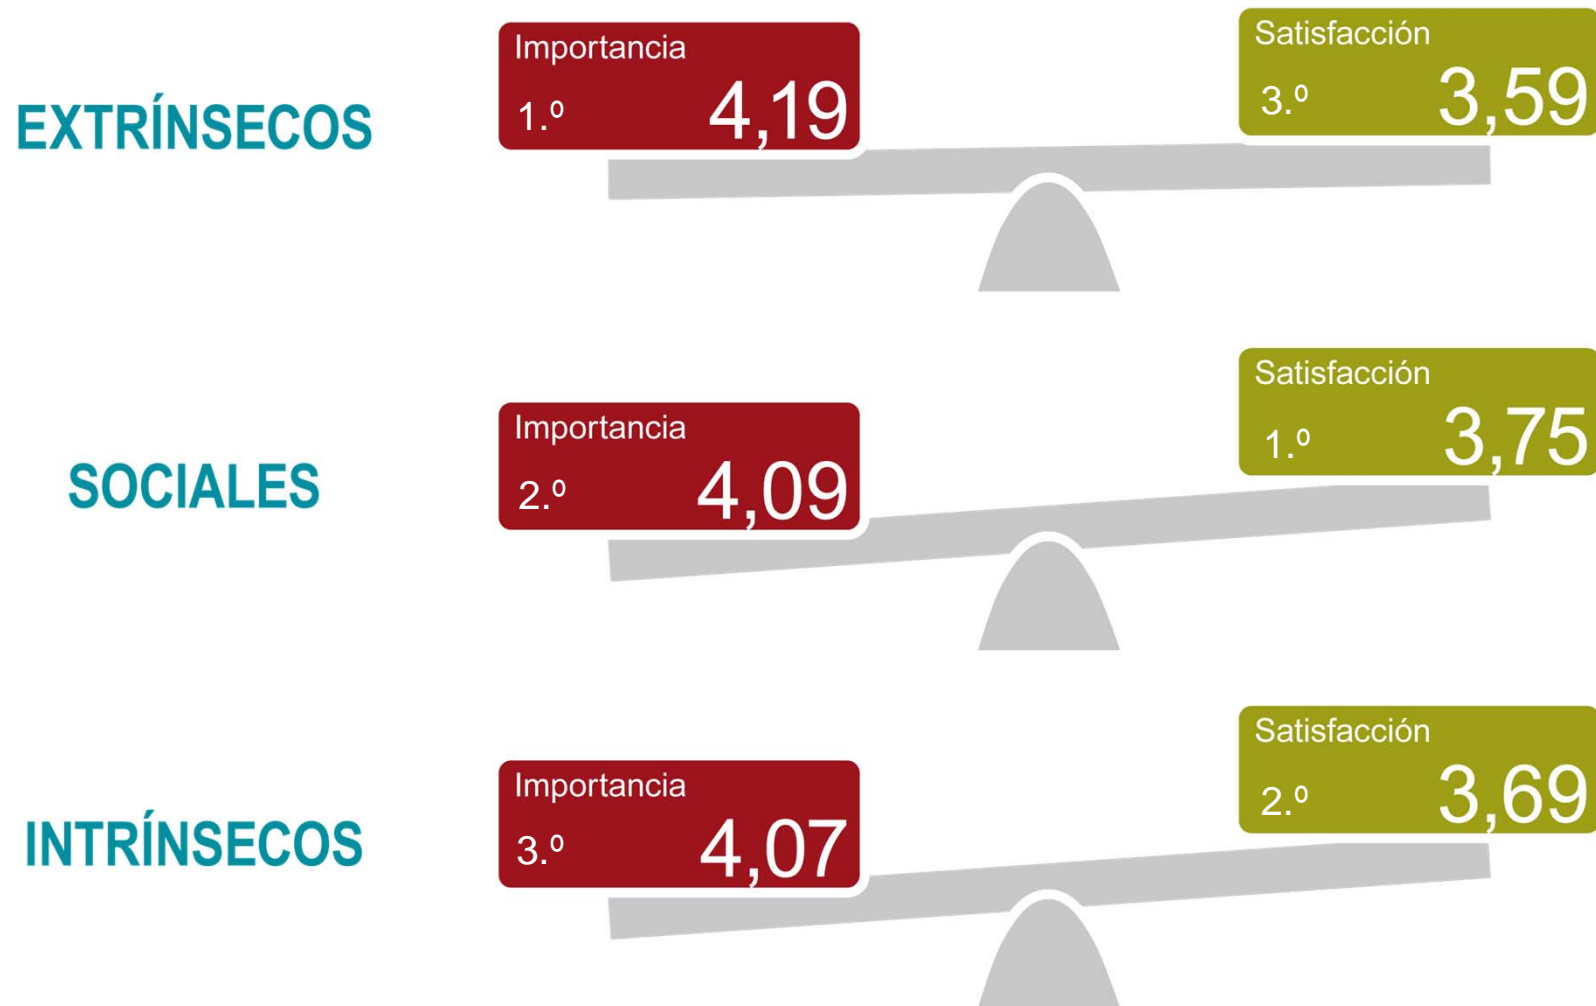 EXTRÍNSECOS
Importancia
1.º 4,19
Satisfacción
3.º 3,59
SOCIALES
Importancia
2.º 4,09
Satisfacción
1.º 3,75
INTRÍNSECOS
Importancia
3.º 4,07
Satisfacción
2.º 3,69